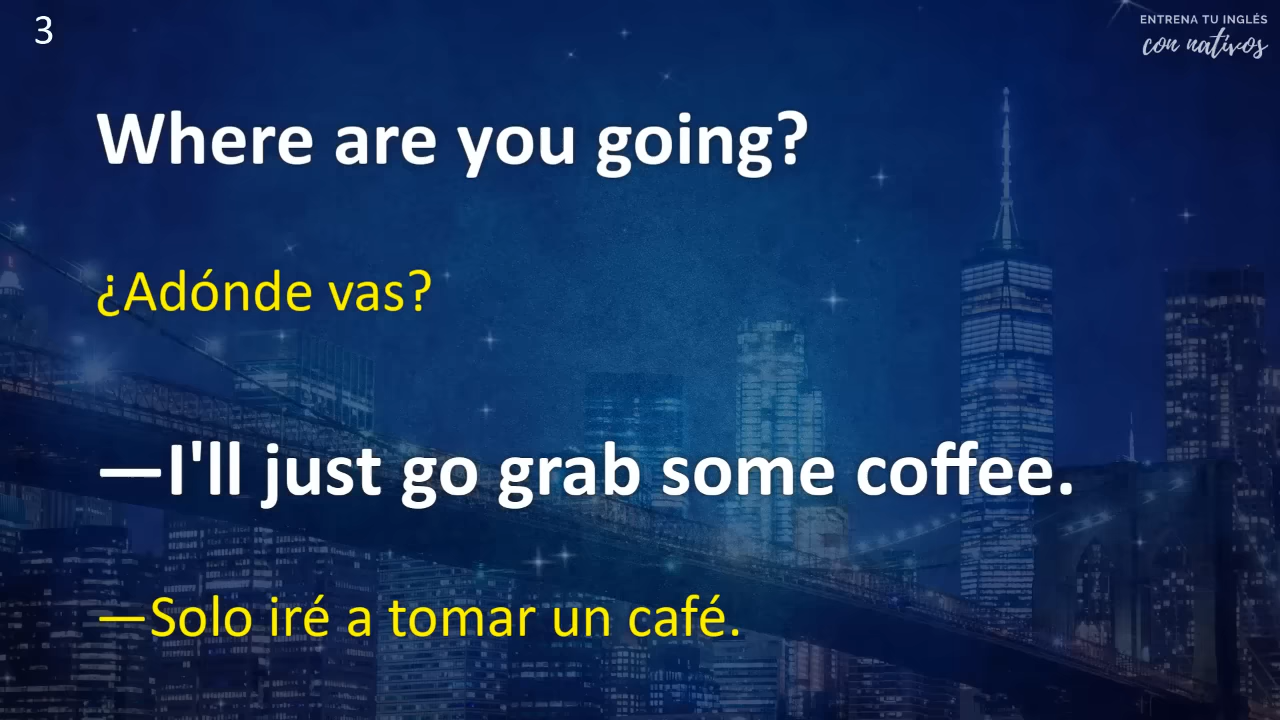 3
ENTRENA TU INGLÉS
con nativos
Where are you going?
¿Adónde vas?
—I'll just go grab some coffee.
—Solo iré a tomar un café.